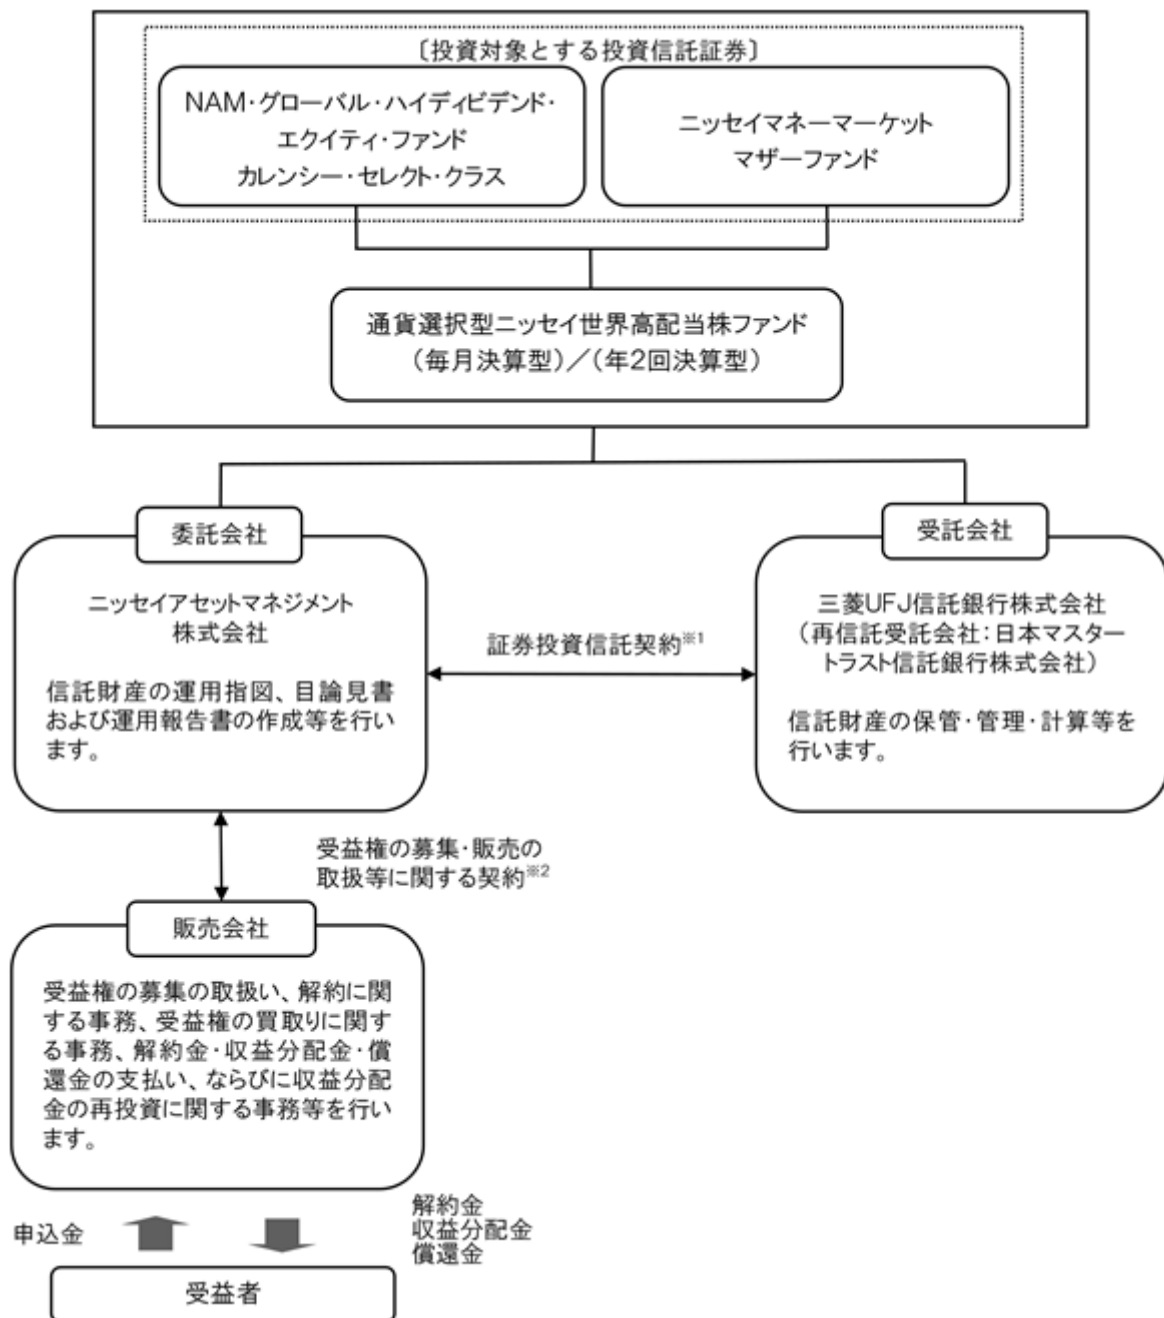 〔投資対象とする投資信託証券〕
NAM・グローバル・ハイディビデンド・
エクイティ・ファンド
カレンシー・セレクト・クラス
ニッセイマネーマーケット
マザーファンド
通貨選択型ニッセイ世界高配当株ファンド
（毎月決算型）／（年2回決算型）
委託会社
ニッセイアセットマネジメント
株式会社
信託財産の運用指図、目論見書
および運用報告書の作成等を行い
ます。
証券投資信託契約※1
受託会社
三菱UFJ信託銀行株式会社
（再信託受託会社：日本マスター
トラスト信託銀行株式会社）
信託財産の保管・管理・計算等を
行います。
受益権の募集・販売の
取扱等に関する契約※2
販売会社
受益権の募集の取扱い、解約に関
する事務、受益権の買取りに関す
る事務、解約金・収益分配金・償
還金の支払い、ならびに収益分配
金の再投資に関する事務等を行い
ます。
申込金
解約金
収益分配金
償還金
受益者